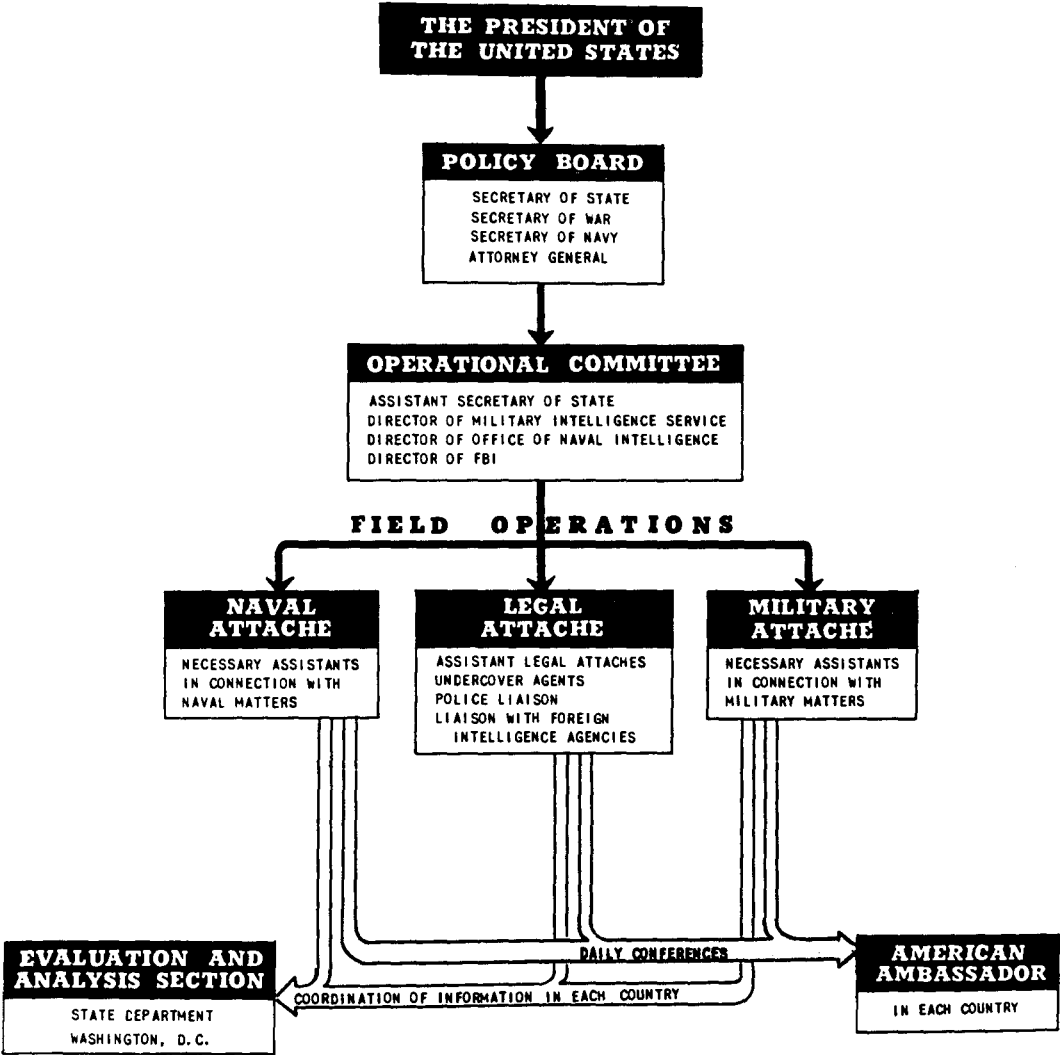 THE PRESIDENT OF
THE UNITED STATES
POLICY BOARD
SECRETARY OF STATE
SECRETARY OF WAR
SECRETARY OF NAVY
ATTORNEY GENERAL
OPERATIONAL COMMITTEE
ASSISTANT SECRETARY OF STATE
DIRECTOR OF MILITARY INTELLIGENCE SERVICE
DIRECTOR OF OFFICE OF NAVAL INTELLIGENCE
DIRECTOR OF FBI
FIELD OPERATIONS
NAVAL
ATTACHE
NECESSARY ASSISTANTS
IN CONNECTION WITH
NAVAL MATTERS
LEGAL
ATTACHE
ASSISTANT LEGAL ATTACHES
UNDERCOVER AGENTS
POLICE LIAISON
LIAISON WITH FOREIGN
INTELLIGENCE AGENCIES
MILITARY
ATTACHE
NECESSARY ASSISTANTS
IN CONNECTION WITH
MILITARY MATTERS
DAILY CONFERENCES
COORDINATION OF INFORMATION IN EACH COUNTRY
EVALUATION AND
ANALYSIS SECTION
STATE DEPARTMENT
WASHINGTON, D.C.
AMERICAN
AMBASSADOR
IN EACH COUNTRY